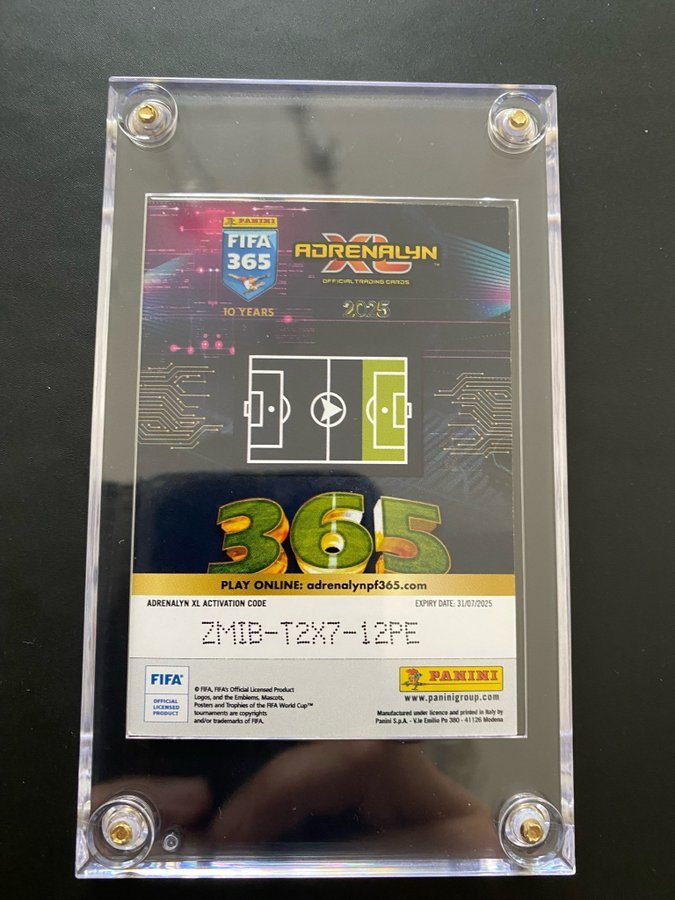 PANINI
FIFA
365
10 YEARS
ADRENALYN
XL™
OFFICIAL TRADING CARDS
2025
365
PLAY ONLINE: adrenalynpf365.com
ADRENALYN XL ACTIVATION CODE
EXPIRY DATE: 31/07/2025
ZMIB-T2X7-12PE
FIFA®
OFFICIAL
LICENSED
PRODUCT
© FIFA, FIFA's Official Licensed Product
Logos, and the Emblems, Mascots,
Posters and Trophies of the FIFA World Cup™
tournaments are copyrights
and/or trademarks of FIFA.
PANINI
www.paninigroup.com
Manufactured under licence and printed in Italy by
Panini S.p.A. - V.le Emilio Po 380 - 41126 Modena